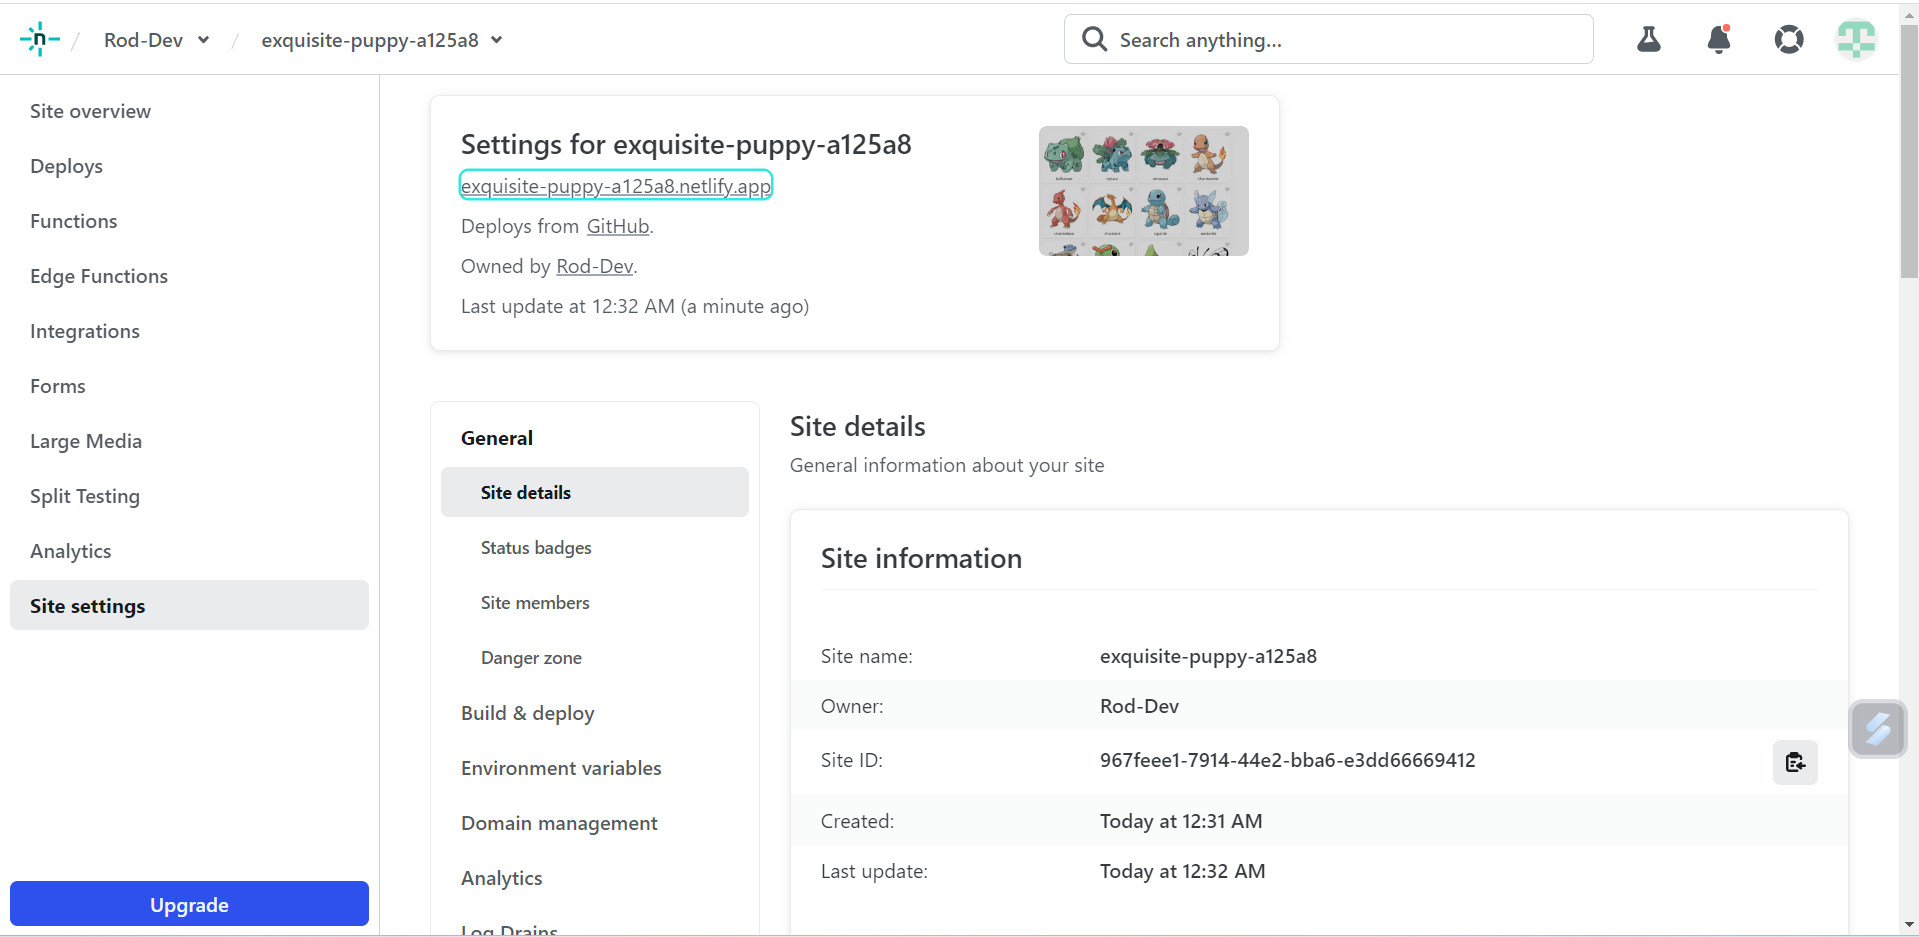 n / Rod-Dev / exquisite-puppy-a125a8
Search anything...
Site overview
Deploys
Functions
Edge Functions
Integrations
Forms
Large Media
Split Testing
Analytics
Site settings
Upgrade
Settings for exquisite-puppy-a125a8
exquisite-puppy-a125a8.netlify.app
Deploys from GitHub.
Owned by Rod-Dev.
Last update at 12:32 AM (a minute ago)
General
Site details
Status badges
Site members
Danger zone
Build & deploy
Environment variables
Domain management
Analytics
Log Drains
Site details
General information about your site
Site information
Site name: exquisite-puppy-a125a8
Owner: Rod-Dev
Site ID: 967feee1-7914-44e2-bba6-e3dd66669412
Created: Today at 12:31 AM
Last update: Today at 12:32 AM